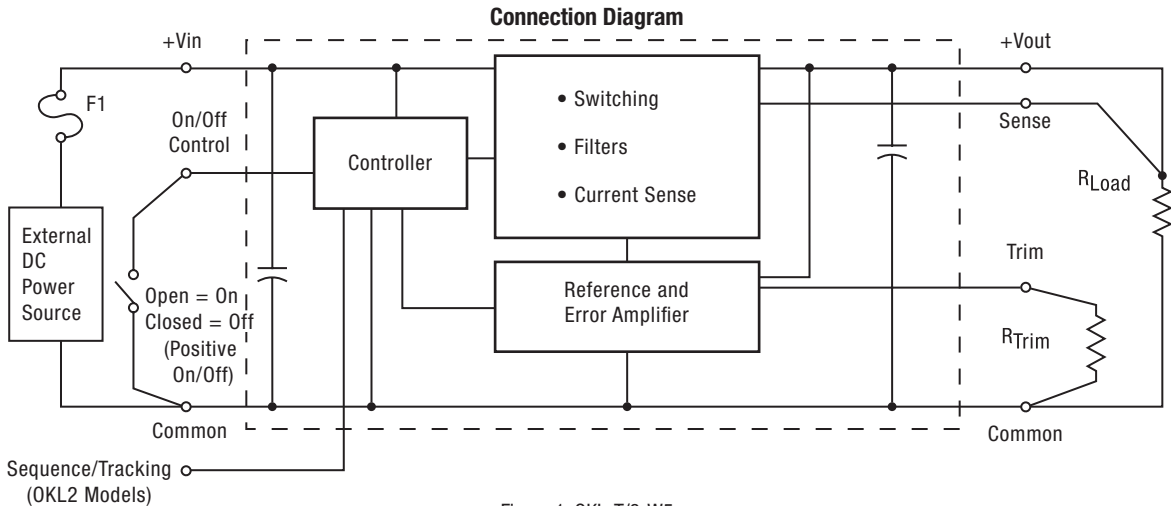 Connection Diagram
+Vin
+Vout
F1
On/Off
Control
• Switching
• Filters
• Current Sense
Controller
Sense
RLoad
External
DC
Power
Source
Open = On
Closed = Off
(Positive
On/Off)
Reference and
Error Amplifier
Trim
RTrim
Common
Common
Sequence/Tracking
(OKL2 Models)